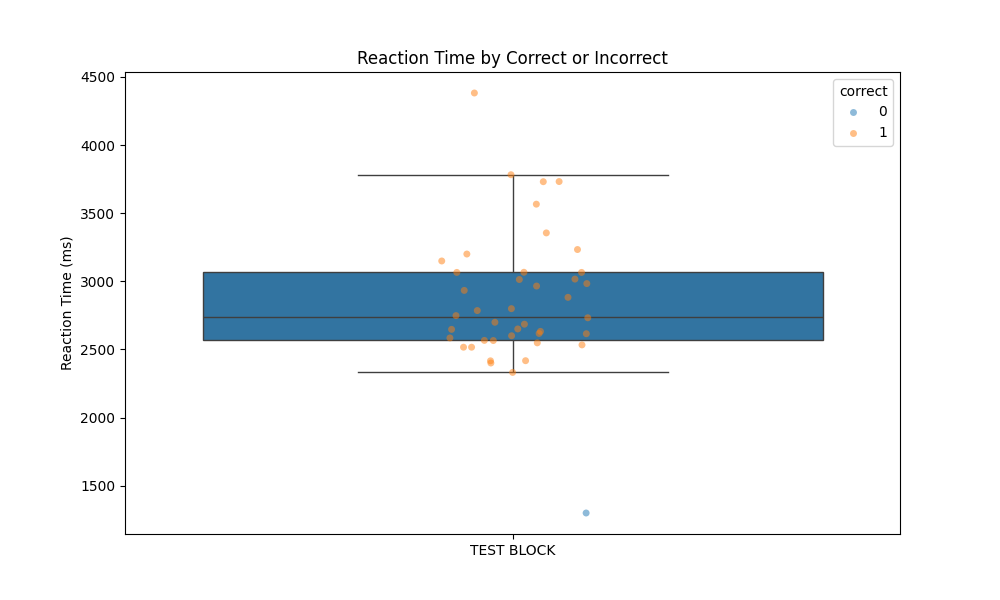 Reaction Time by Correct or Incorrect
correct
0
1
Reaction Time (ms)
4500
4000
3500
3000
2500
2000
1500
TEST BLOCK